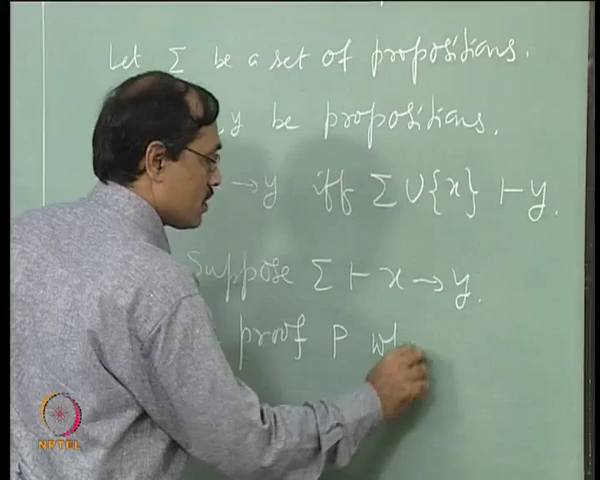 Let Σ be a set of propositions.
, y be propositions.
→ y iff Σ ∪ {x} ⊢ y.
Suppose Σ ⊢ x → y.
proof P
NPTEL